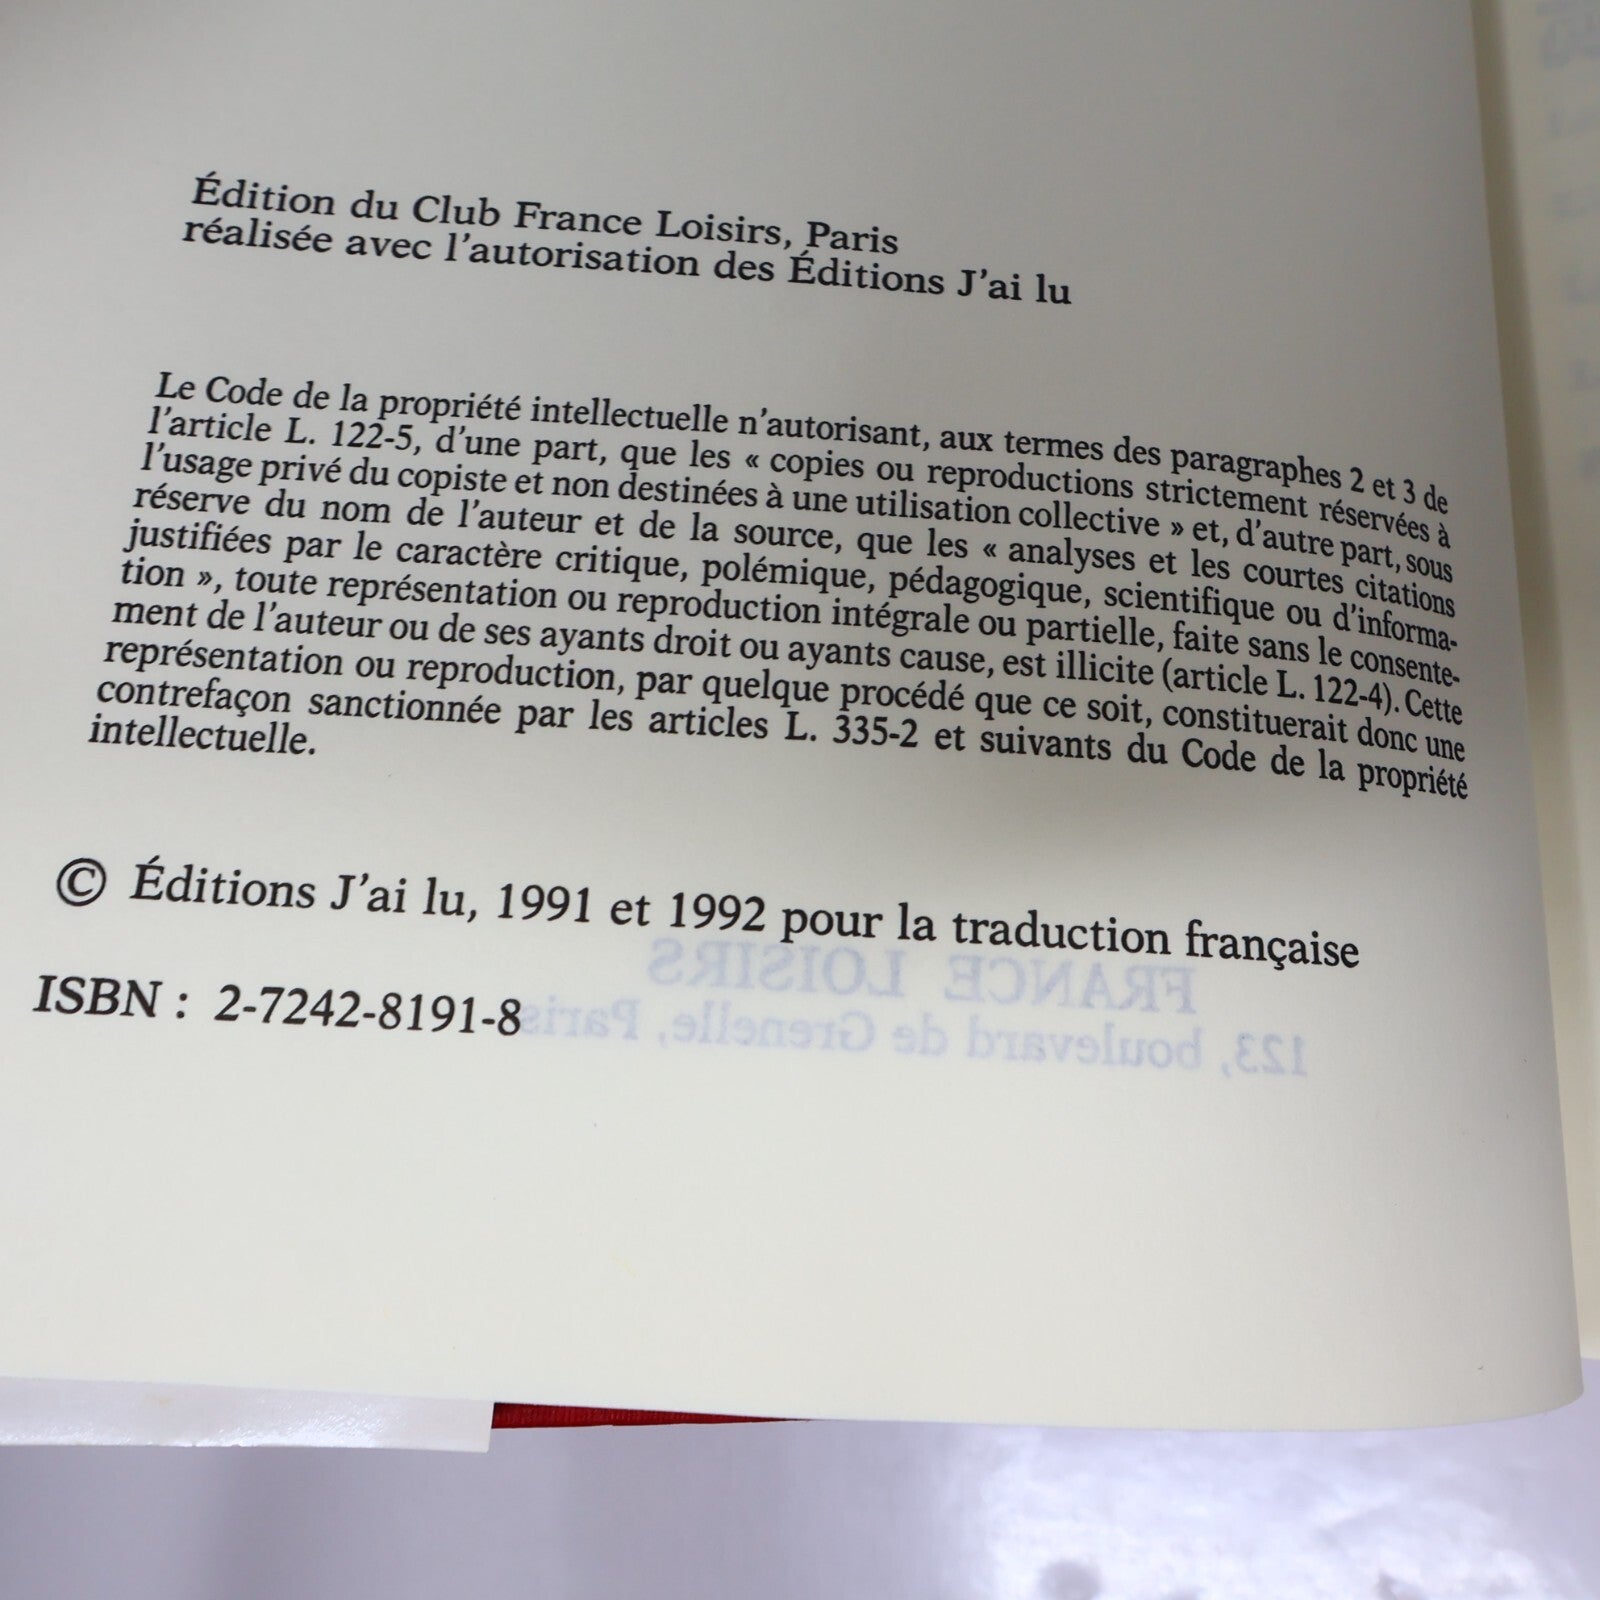 Édition du Club France Loisirs, Paris
réalisée avec l'autorisation des Éditions J'ai lu
Le Code de la propriété intellectuelle n'autorisant, aux termes des paragraphes 2 et 3 de
l'article L. 122-5, d'une part, que les « copies ou reproductions strictement réservées à
l'usage privé du copiste et non destinées à une utilisation collective » et, d'autre part, sous
réserve du nom de l'auteur et de la source, que les « analyses et les courtes citations
justifiées par le caractère critique, polémique, pédagogique, scientifique ou d'informa-
tion », toute représentation ou reproduction intégrale ou partielle, faite sans le consente-
ment de l'auteur ou de ses ayants droit ou ayants cause, est illicite (article L. 122-4). Cette
représentation ou reproduction, par quelque procédé que ce soit, constituerait donc une
contrefaçon sanctionnée par les articles L. 335-2 et suivants du Code de la propriété
intellectuelle.
© Éditions J'ai lu, 1991 et 1992 pour la traduction française
FRANCE LOISIRS
ISBN : 2-7242-8191-8
123, boulevard de Grenelle, Paris